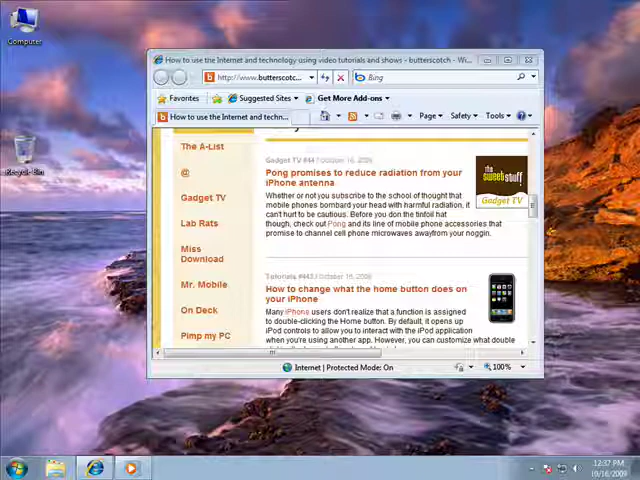 Computer
Recycle Bin
How to use the Internet and technology using video tutorials and shows - butterscotch - Wi...
http://www.butterscotc...
Bing
Favorites
Suggested Sites
Get More Add-ons
How to use the Internet and techn...
Page
Safety
Tools
The A-List
@
Gadget TV
Lab Rats
Miss
Download
Mr. Mobile
On Deck
Pimp my PC
Gadget TV #44 / October 16, 2009
Pong promises to reduce radiation from your
iPhone antenna
Whether or not you subscribe to the school of thought that
mobile phones bombard your head with harmful radiation, it
can't hurt to be cautious. Before you don the tinfoil hat
though, check out Pong and its line of mobile phone accessories that
promise to channel cell phone microwaves away from your noggin.
the
sweet stuff
Gadget TV
Tutorials #443 / October 16, 2009
How to change what the home button does on
your iPhone
Many iPhone users don't realize that a function is assigned
to double-clicking the Home button. By default, it opens up
iPod controls to allow you to interact with the iPod application
when you're using another app. However, you can customize what double
Internet | Protected Mode: On
100%
12:37 PM
10/16/2009